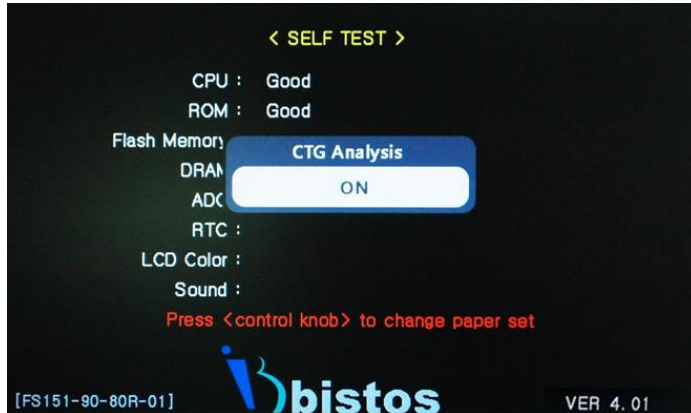 < SELF TEST >
CPU : Good
ROM : Good
Flash Memory
CTG Analysis
DRAM
ON
ADC
RTC :
LCD Color :
Sound :
Press <control knob> to change paper set
bistos
[FS151-90-80R-01]
VER 4.01